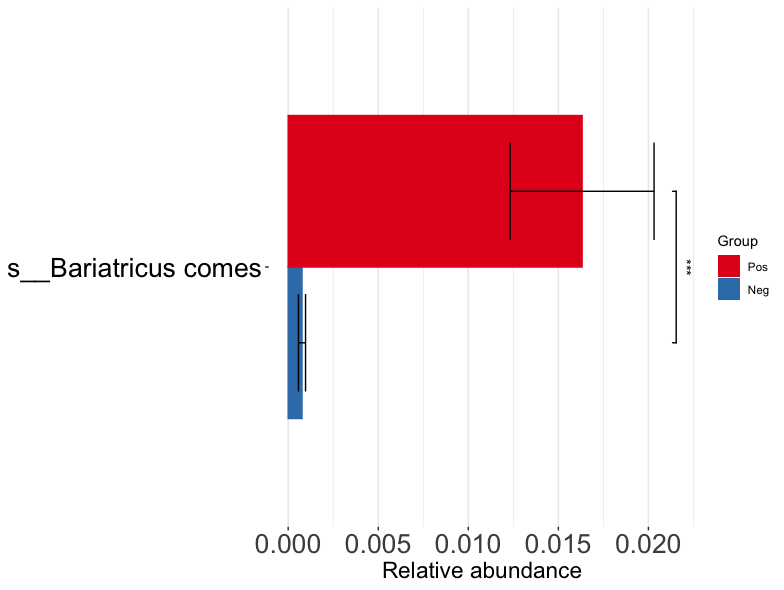 s__Bariatricus comes
***
Group
Pos
Neg
0.000 0.005 0.010 0.015 0.020
Relative abundance